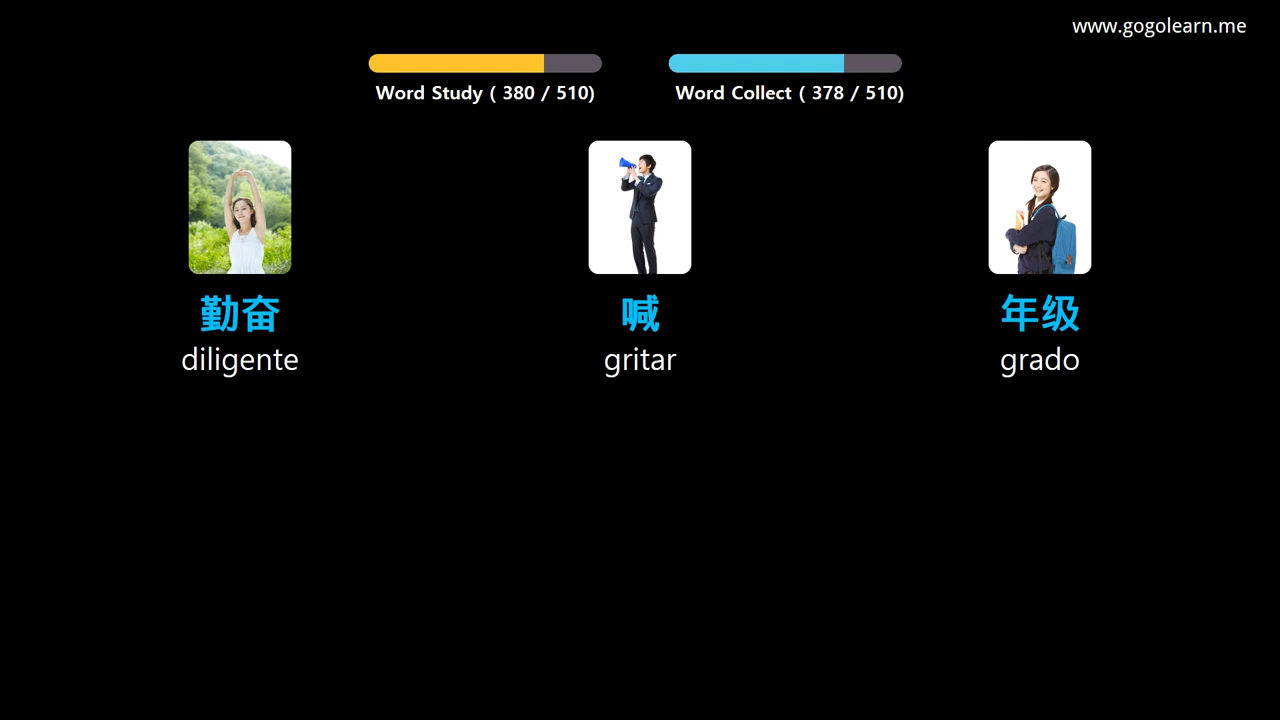 www.gogolearn.me
Word Study ( 380 / 510)
Word Collect ( 378 / 510)
勤奋
diligente
喊
gritar
年级
grado